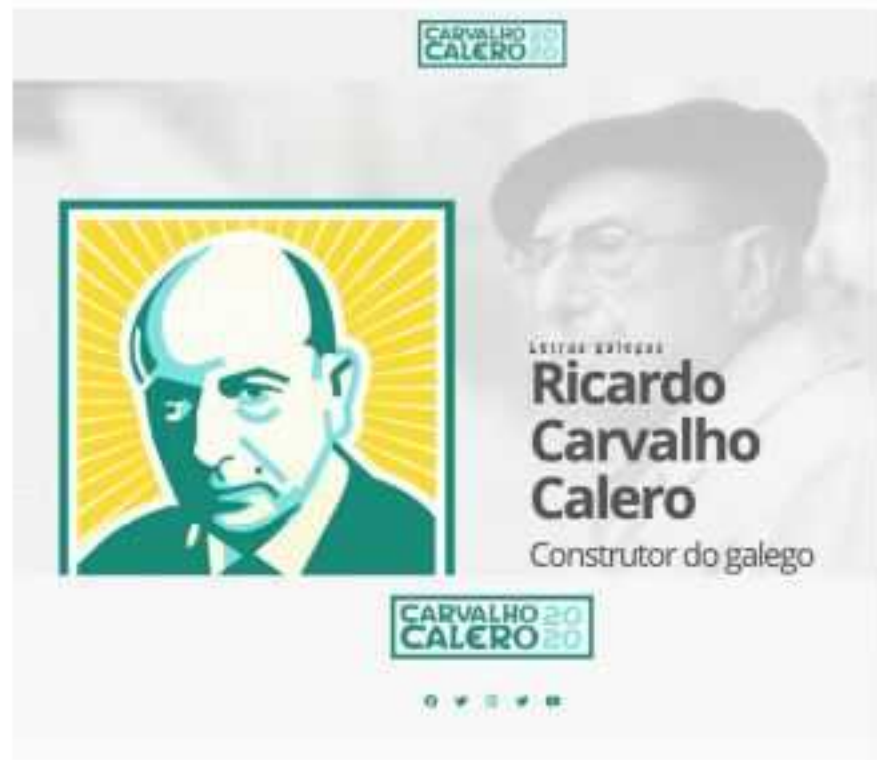 CARVALHO 20
CALERO 20
Letras galegas
Ricardo
Carvalho
Calero
Construtor do galego
CARVALHO 20
CALERO 20